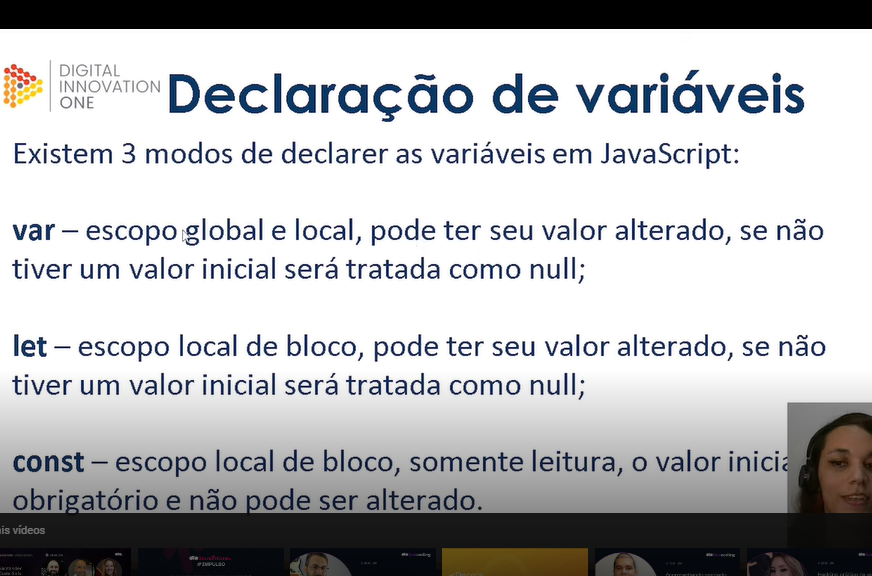 DIGITAL
INNOVATION
ONE
Declaração de variáveis
Existem 3 modos de declarer as variáveis em JavaScript:
var – escopo global e local, pode ter seu valor alterado, se não
tiver um valor inicial será tratada como null;
let – escopo local de bloco, pode ter seu valor alterado, se não
tiver um valor inicial será tratada como null;
const – escopo local de bloco, somente leitura, o valor inicia
obrigatório e não pode ser alterado.
is vídeos
#IMPULSO